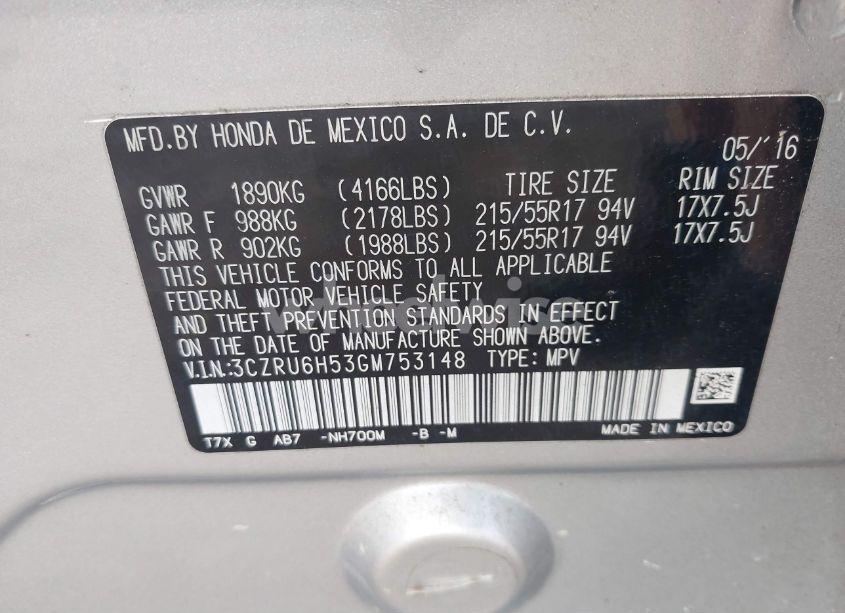 MFD.BY HONDA DE MEXICO S.A. DE C.V.
05/'16
GVWR 1890KG (4166LBS) TIRE SIZE RIM SIZE
GAWR F 988KG (2178LBS) 215/55R17 94V 17X7.5J
GAWR R 902KG (1988LBS) 215/55R17 94V 17X7.5J
THIS VEHICLE CONFORMS TO ALL APPLICABLE
FEDERAL MOTOR VEHICLE SAFETY
AND THEFT PREVENTION STANDARDS IN EFFECT
ON THE DATE OF MANUFACTURE SHOWN ABOVE.
V.I.N.:3CZRU6H53GM753148 TYPE: MPV
T7X G AB7 -NH700M -B -M MADE IN MEXICO